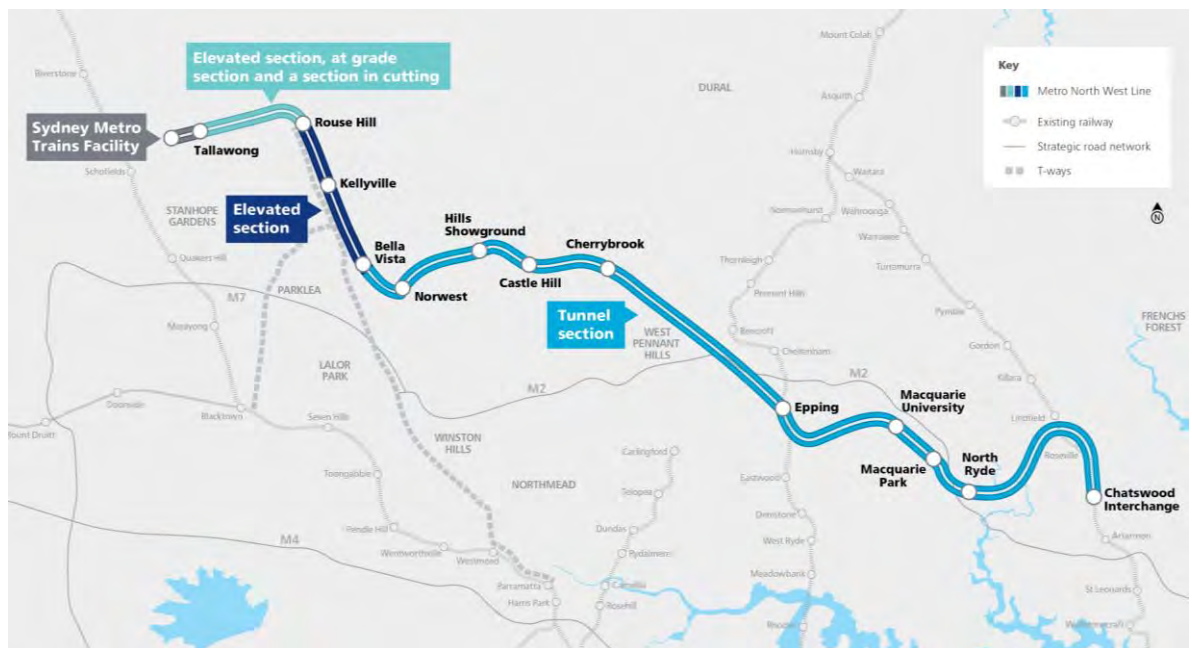 Mount Colah
Riverstone
Elevated section, at grade
section and a section in cutting
Key
Metro North West Line
Existing railway
Strategic road network
T-ways
N
DURAL
Asquith
Sydney Metro
Trains Facility
Tallawong
Rouse Hill
Schofields
Hornsby
Waitara
Kellyville
Wahroonga
Normanhurst
STANHOPE
GARDENS
Elevated
section
Hills
Showground
Cherrybrook
Warrawee
Bella
Vista
Quakers Hill
Castle Hill
Thornleigh
Turramurra
Norwest
PARKLEA
M7
Pennant Hills
Pymble
Tunnel
section
FRENCHS
FOREST
Marayong
WEST
PENNANT
HILLS
Beecroft
Gordon
Cheltenham
LALOR
PARK
M2
M2
Killara
Doonside
Blacktown
Epping
Macquarie
University
Lindfield
Seven Hills
Mount Druitt
WINSTON
HILLS
Carlingford
Macquarie
Park
North
Ryde
Roseville
Toongabbie
NORTHMEAD
Eastwood
Telopea
Chatswood
Interchange
Pendle Hill
Dundas
Denistone
M4
Wentworthville
Westmead
Rydalmere
West Ryde
Artarmon
Parramatta
Camellia
Meadowbank
St Leonards
Harris Park
Rosehill
Rhodes
Wollstonecraft